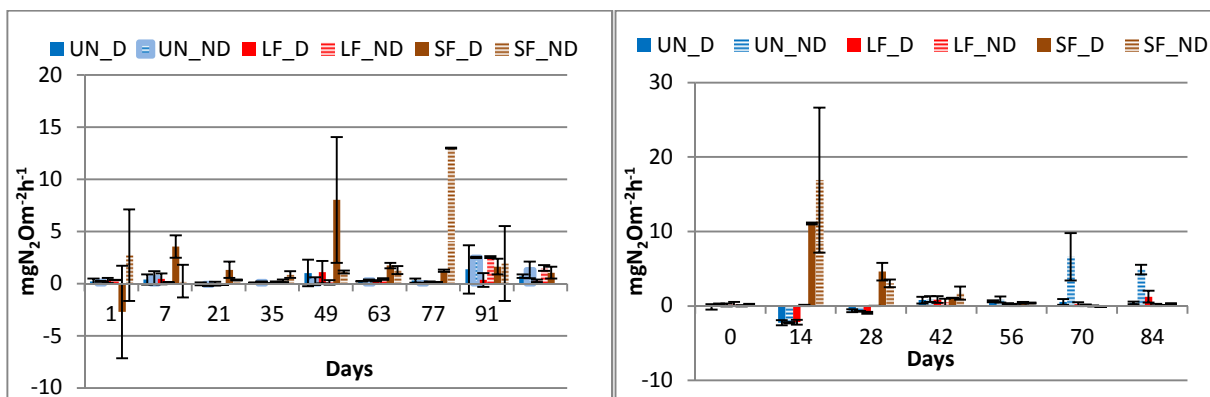 UN_D UN_ND LF_D LF_ND SF_D SF_ND
mgN₂Om⁻²h⁻¹
20
15
10
5
0
-5
-10
1 7 21 35 49 63 77 91
Days
UN_D UN_ND LF_D LF_ND SF_D SF_ND
mgN₂Om⁻²h⁻¹
30
20
10
0
-10
0 14 28 42 56 70 84
Days